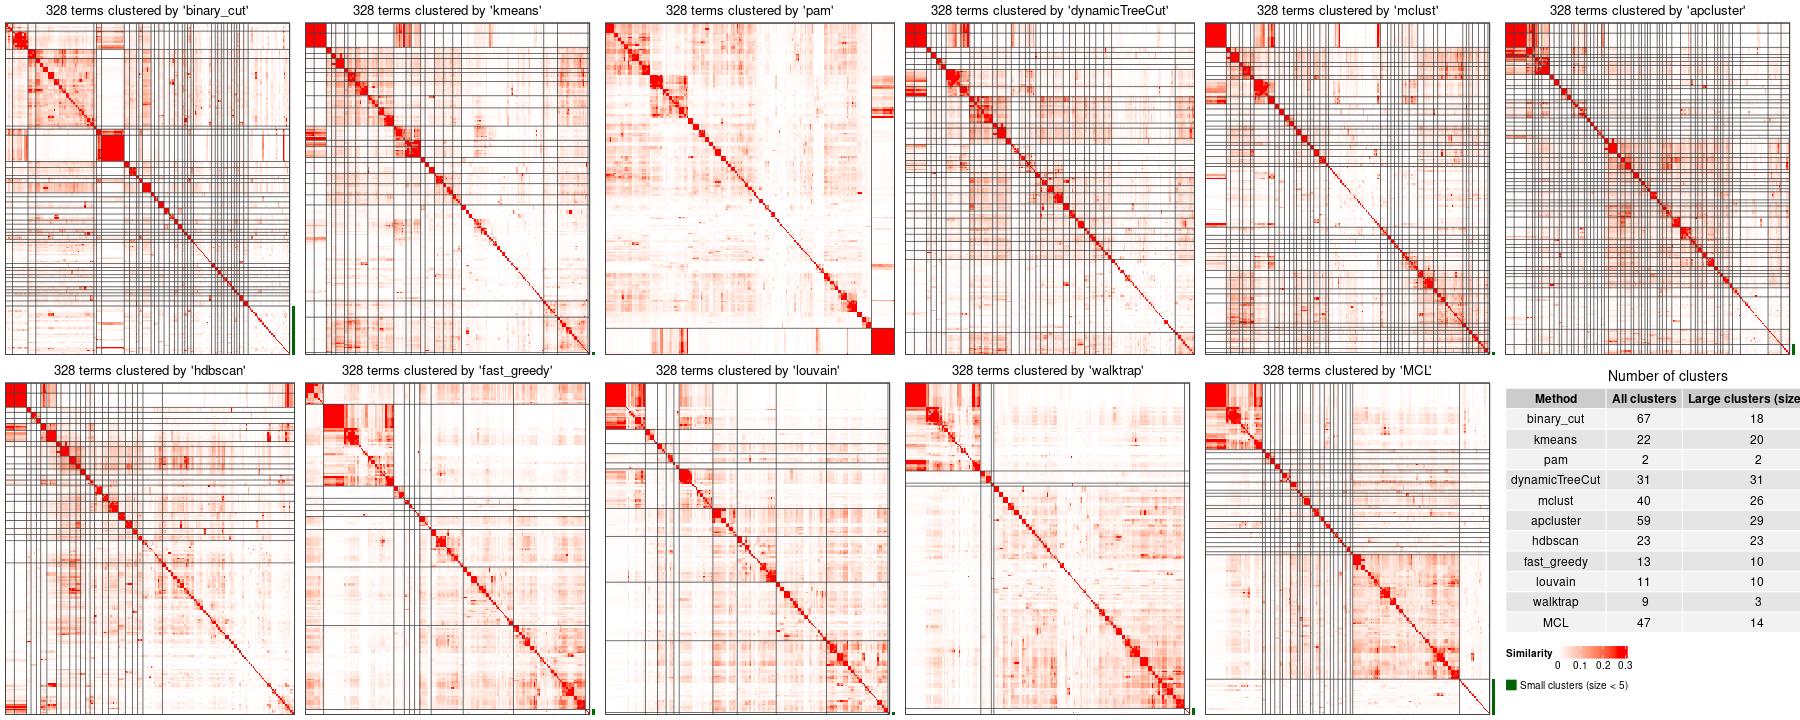 328 terms clustered by 'binary_cut'
328 terms clustered by 'kmeans'
328 terms clustered by 'pam'
328 terms clustered by 'dynamicTreeCut'
328 terms clustered by 'mclust'
328 terms clustered by 'apcluster'
328 terms clustered by 'hdbscan'
328 terms clustered by 'fast_greedy'
328 terms clustered by 'louvain'
328 terms clustered by 'walktrap'
328 terms clustered by 'MCL'
Number of clusters
Method All clusters Large clusters (size
binary_cut 67 18
kmeans 22 20
pam 2 2
dynamicTreeCut 31 31
mclust 40 26
apcluster 59 29
hdbscan 23 23
fast_greedy 13 10
louvain 11 10
walktrap 9 3
MCL 47 14
Similarity
0 0.1 0.2 0.3
Small clusters (size < 5)